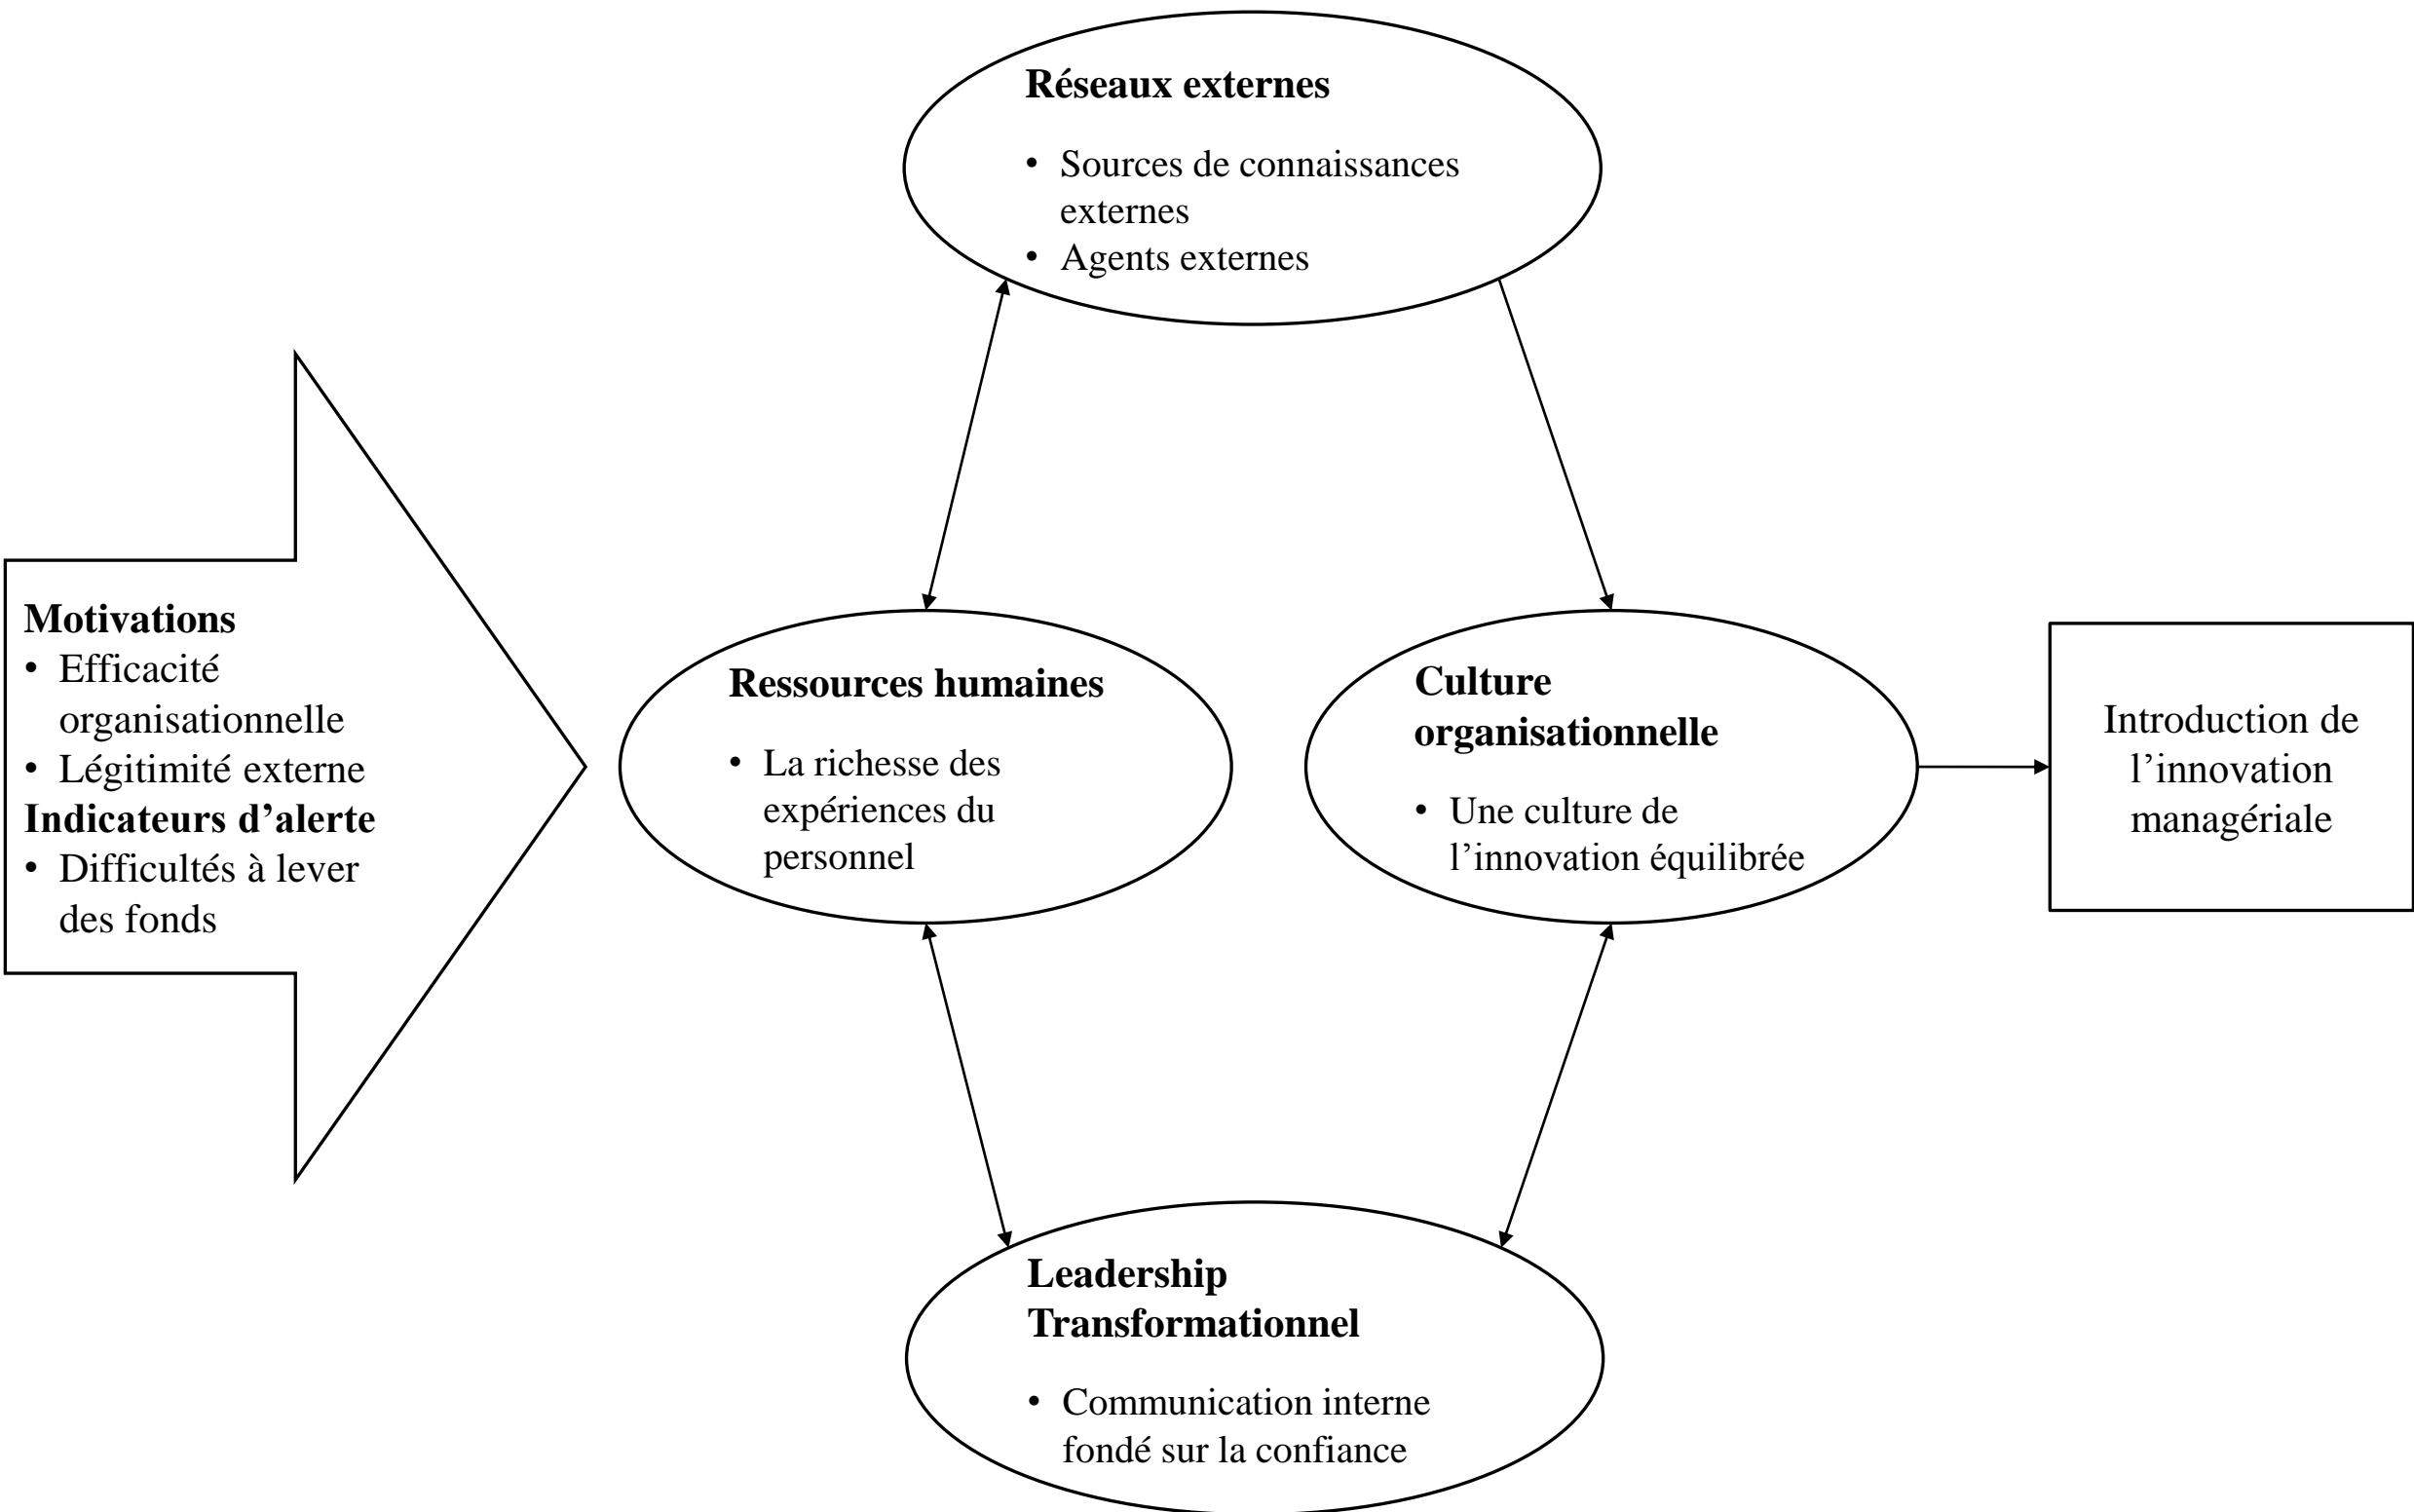 Réseaux externes
• Sources de connaissances
externes
• Agents externes
Motivations
• Efficacité
organisationnelle
• Légitimité externe
Indicateurs d’alerte
• Difficultés à lever
des fonds
Ressources humaines
• La richesse des
expériences du
personnel
Culture
organisationnelle
• Une culture de
l’innovation équilibrée
Introduction de
l’innovation
managériale
Leadership
Transformationnel
• Communication interne
fondé sur la confiance